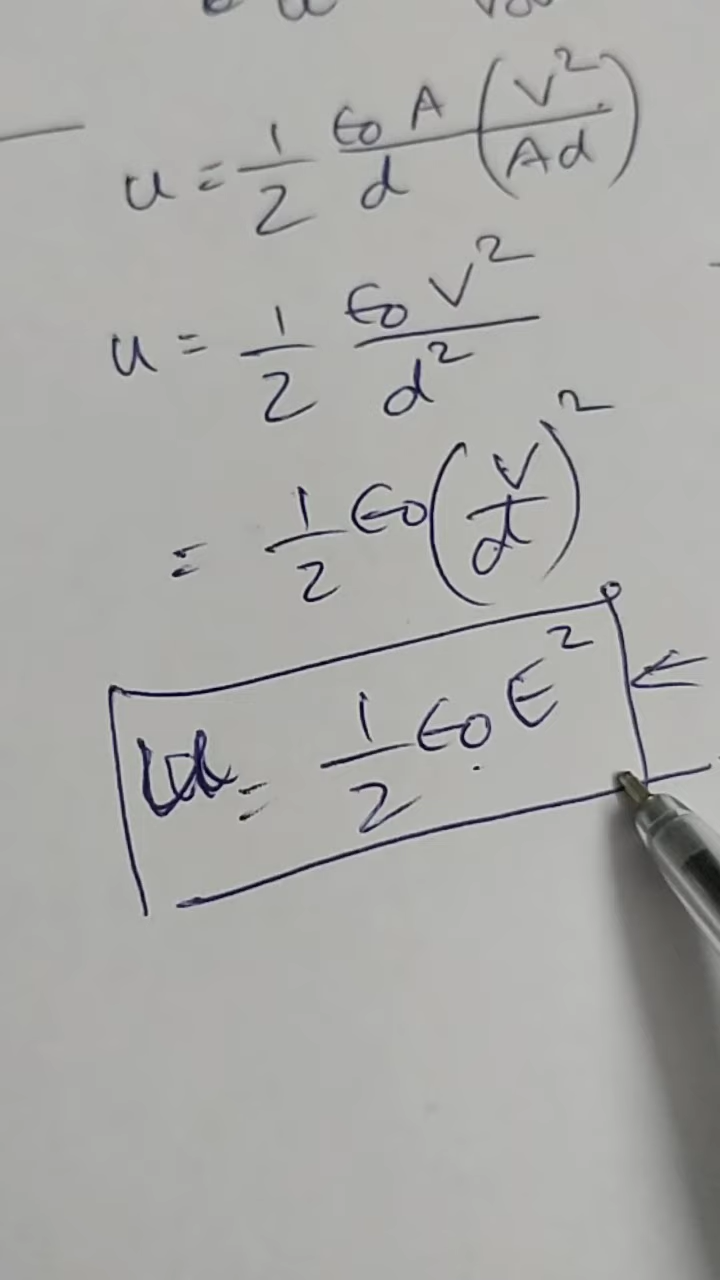 u = 1/2 ε₀A/d (V²/Ad)
u = 1/2 ε₀V²/d²
= 1/2 ε₀(V/d)²
u = 1/2 ε₀E²